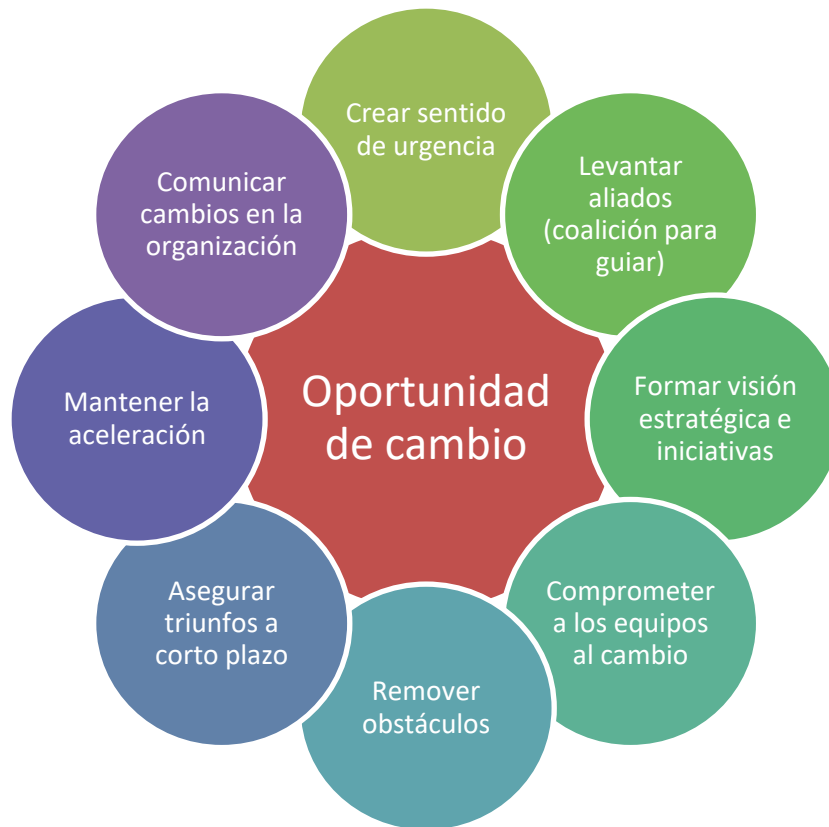 Crear sentido
de urgencia
Levantar
aliados
(coalición para
guiar)
Formar visión
estratégica e
iniciativas
Comprometer
a los equipos
al cambio
Remover
obstáculos
Asegurar
triunfos a
corto plazo
Mantener la
aceleración
Comunicar
cambios en la
organización
Oportunidad
de cambio